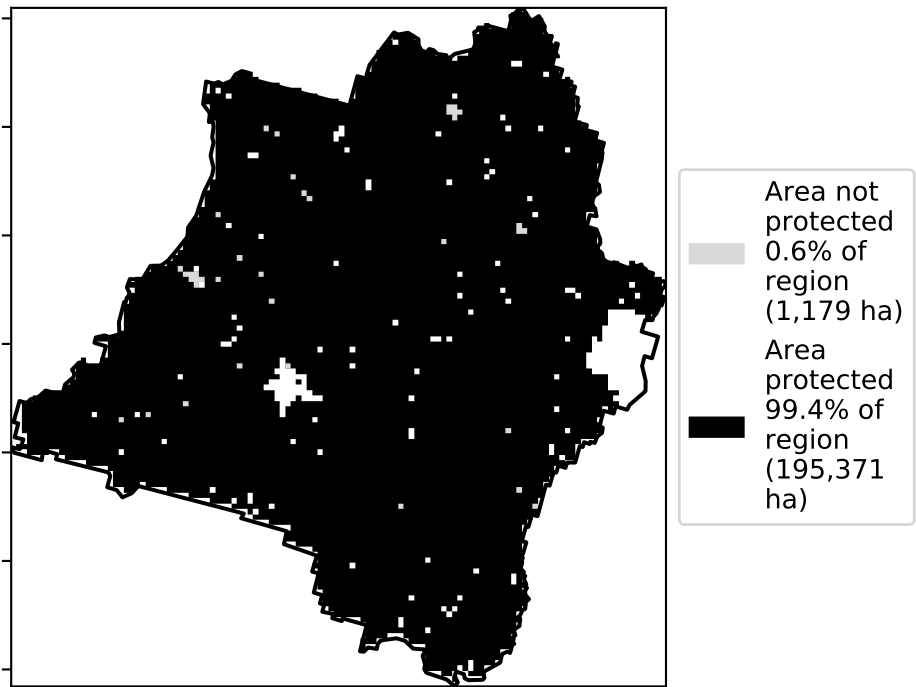 Area not
protected
0.6% of
region
(1,179 ha)
Area
protected
99.4% of
region
(195,371
ha)